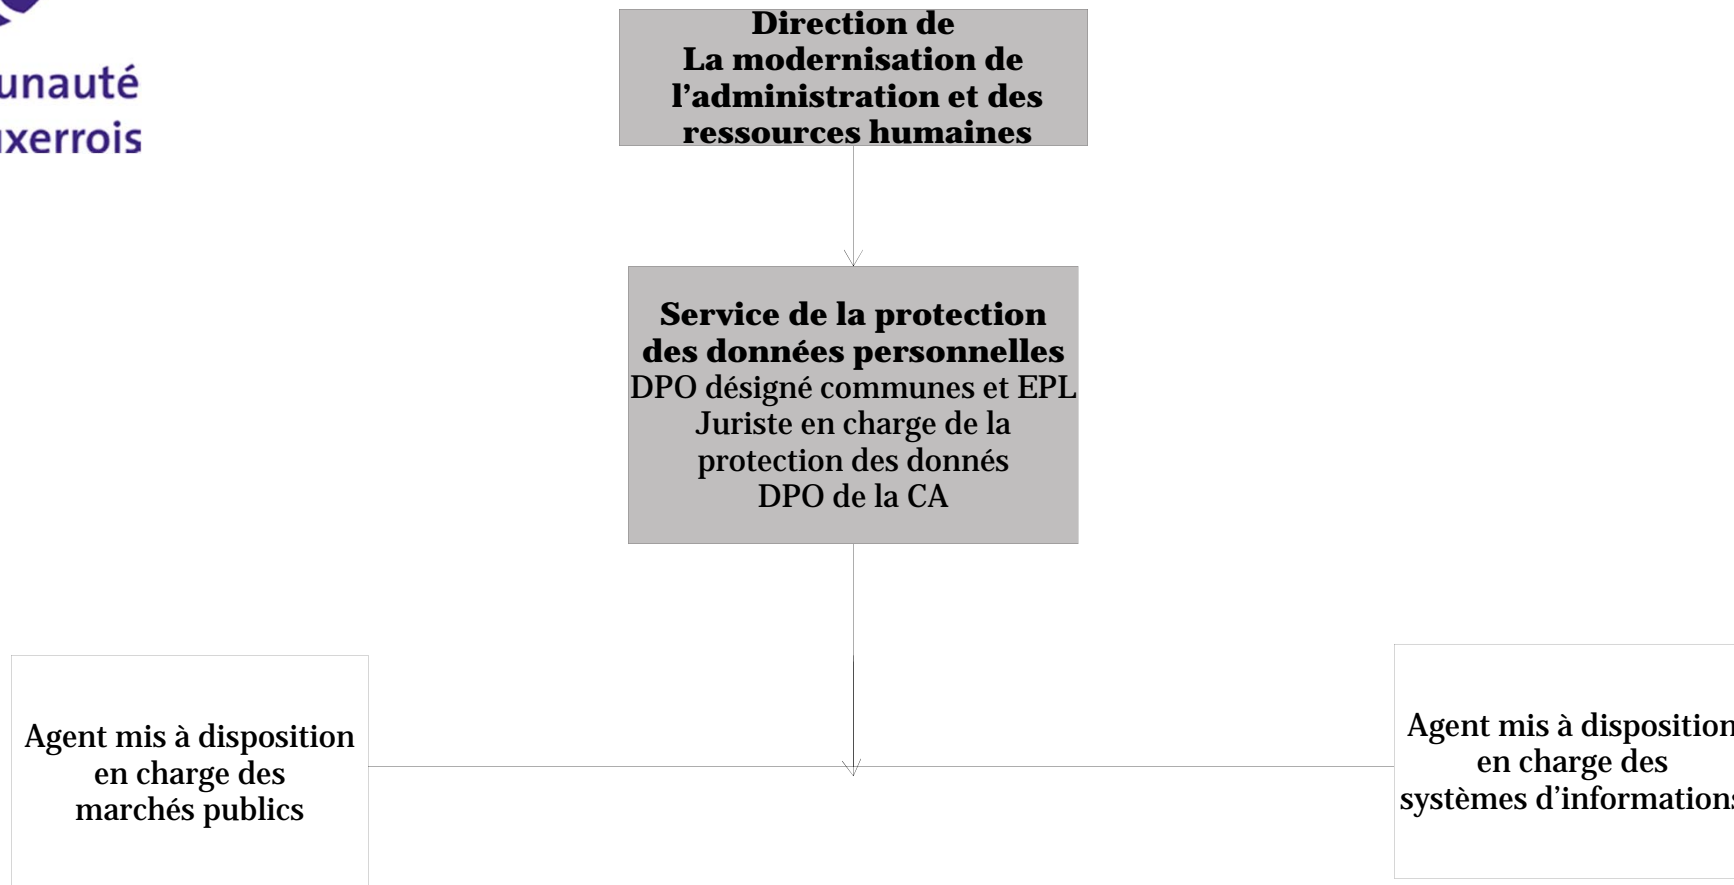 unauté
uxerrois
Direction de
La modernisation de
l’administration et des
ressources humaines
Service de la protection
des données personnelles
DPO désigné communes et EPL
Juriste en charge de la
protection des donnés
DPO de la CA
Agent mis à disposition
en charge des
marchés publics
Agent mis à disposition
en charge des
systèmes d’informations